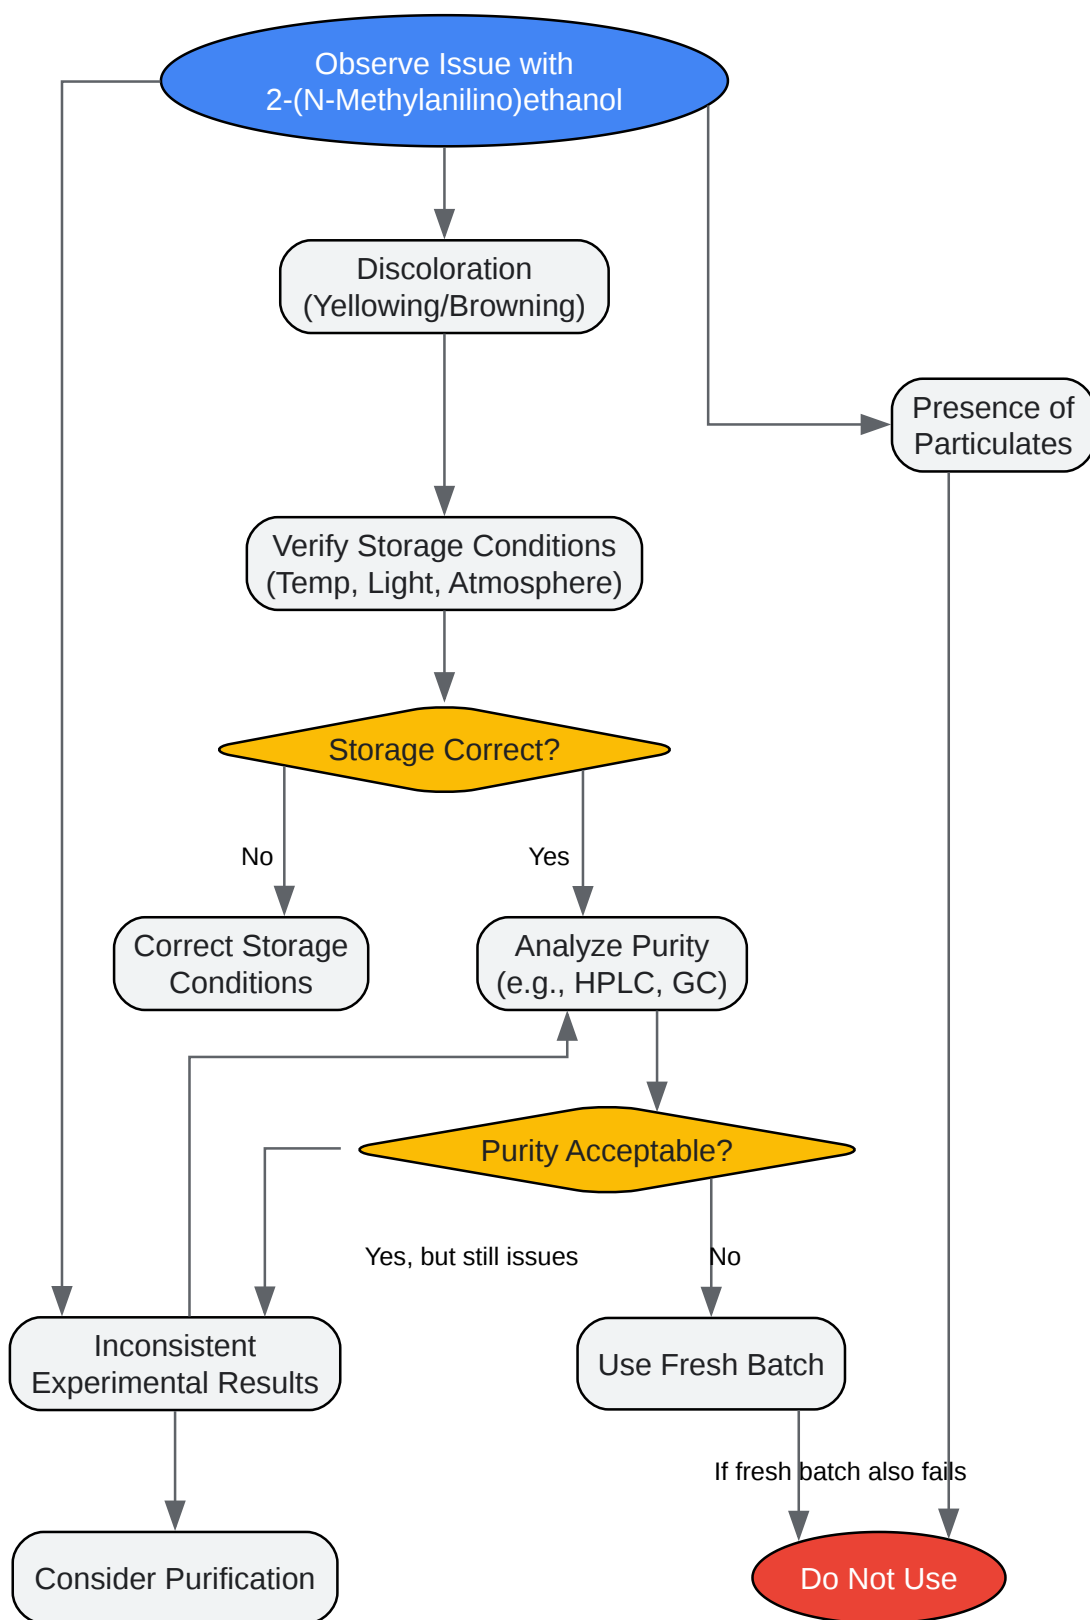 Observe Issue with
2-(N-Methylanilino)ethanol
Discoloration
(Yellowing/Browning)
Presence of
Particulates
Verify Storage Conditions
(Temp, Light, Atmosphere)
Storage Correct?
No
Yes
Correct Storage
Conditions
Analyze Purity
(e.g., HPLC, GC)
Purity Acceptable?
Yes, but still issues
No
Inconsistent
Experimental Results
Use Fresh Batch
If fresh batch also fails
Consider Purification
Do Not Use